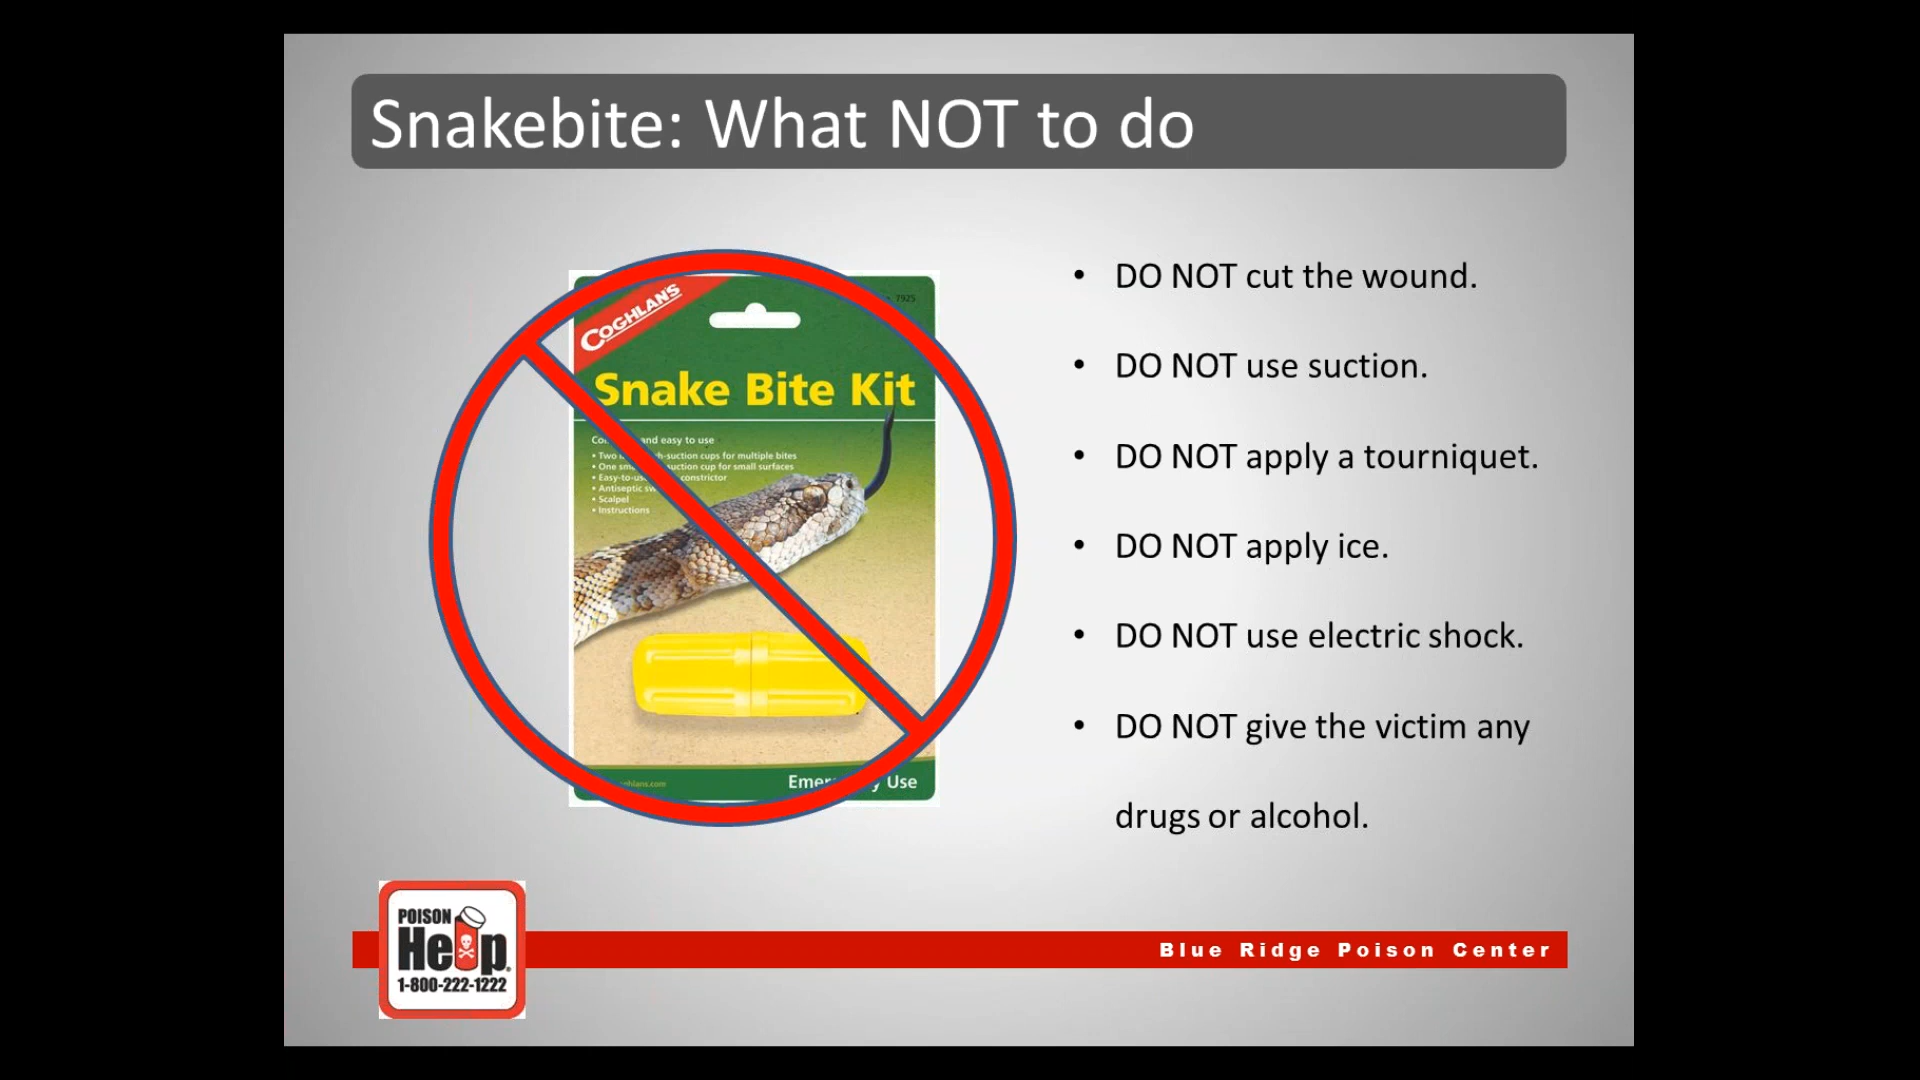 Snakebite: What NOT to do
COGHLAN'S
7925
Snake Bite Kit
and easy to use
• Two suction cups for multiple bites
• One suction cup for small surfaces
• Easy-to-use constrictor
• Antiseptic
• Scalpel
• Instructions
Use
• DO NOT cut the wound.
• DO NOT use suction.
• DO NOT apply a tourniquet.
• DO NOT apply ice.
• DO NOT use electric shock.
• DO NOT give the victim any
drugs or alcohol.
POISON
Help
1-800-222-1222
Blue Ridge Poison Center